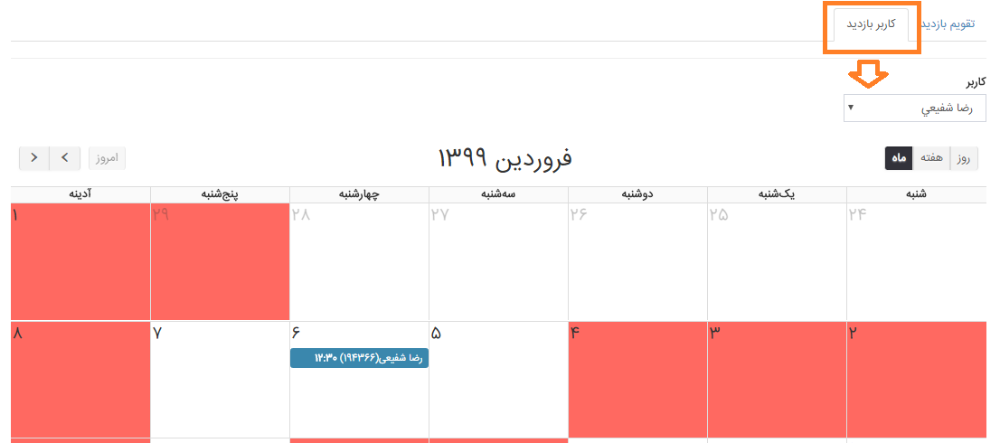 تقویم بازدید کاربر بازدید
کاربر
رضا شفيعي
روز هفته ماه فروردین ۱۳۹۹ امروز
شنبه یک‌شنبه دوشنبه سه‌شنبه چهارشنبه پنج‌شنبه آدینه
۲۴ ۲۵ ۲۶ ۲۷ ۲۸ ۲۹ ۱
۲ ۳ ۴ ۵ ۶ ۷ ۸
رضا شفیعی(۱۹۴۳۶۶) ۱۲:۳۰